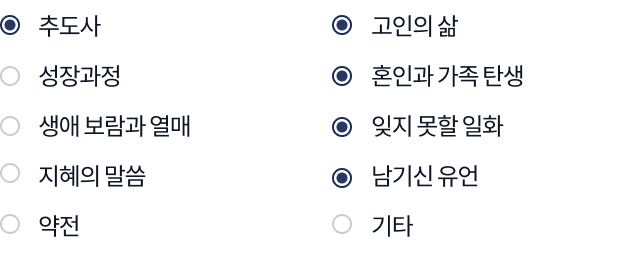 추도사
고인의 삶
성장과정
혼인과 가족 탄생
생애 보람과 열매
잊지 못할 일화
지혜의 말씀
남기신 유언
약전
기타